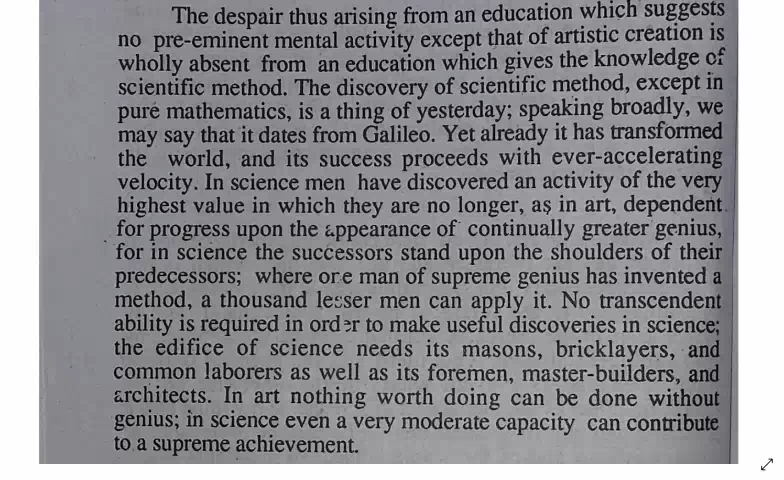 The despair thus arising from an education which suggests
no pre-eminent mental activity except that of artistic creation is
wholly absent from an education which gives the knowledge of
scientific method. The discovery of scientific method, except in
pure mathematics, is a thing of yesterday; speaking broadly, we
may say that it dates from Galileo. Yet already it has transformed
the world, and its success proceeds with ever-accelerating
velocity. In science men have discovered an activity of the very
highest value in which they are no longer, as in art, dependent
for progress upon the appearance of continually greater genius,
for in science the successors stand upon the shoulders of their
predecessors; where one man of supreme genius has invented a
method, a thousand lesser men can apply it. No transcendent
ability is required in order to make useful discoveries in science;
the edifice of science needs its masons, bricklayers, and
common laborers as well as its foremen, master-builders, and
architects. In art nothing worth doing can be done without
genius; in science even a very moderate capacity can contribute
to a supreme achievement.